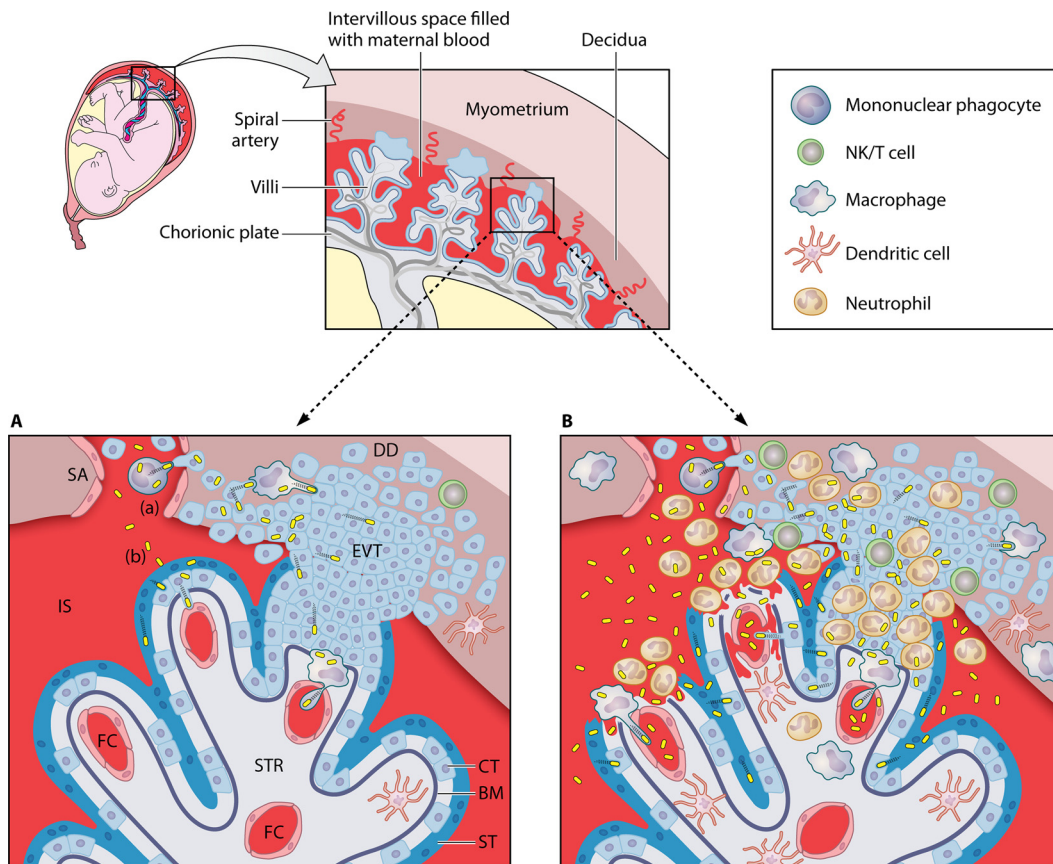 Intervillous space filled
with maternal blood
Decidua
Myometrium
Spiral
artery
Villi
Chorionic plate
Mononuclear phagocyte
NK/T cell
Macrophage
Dendritic cell
Neutrophil
A
SA
DD
(a)
EVT
(b)
IS
FC
STR
CT
BM
FC
ST
B